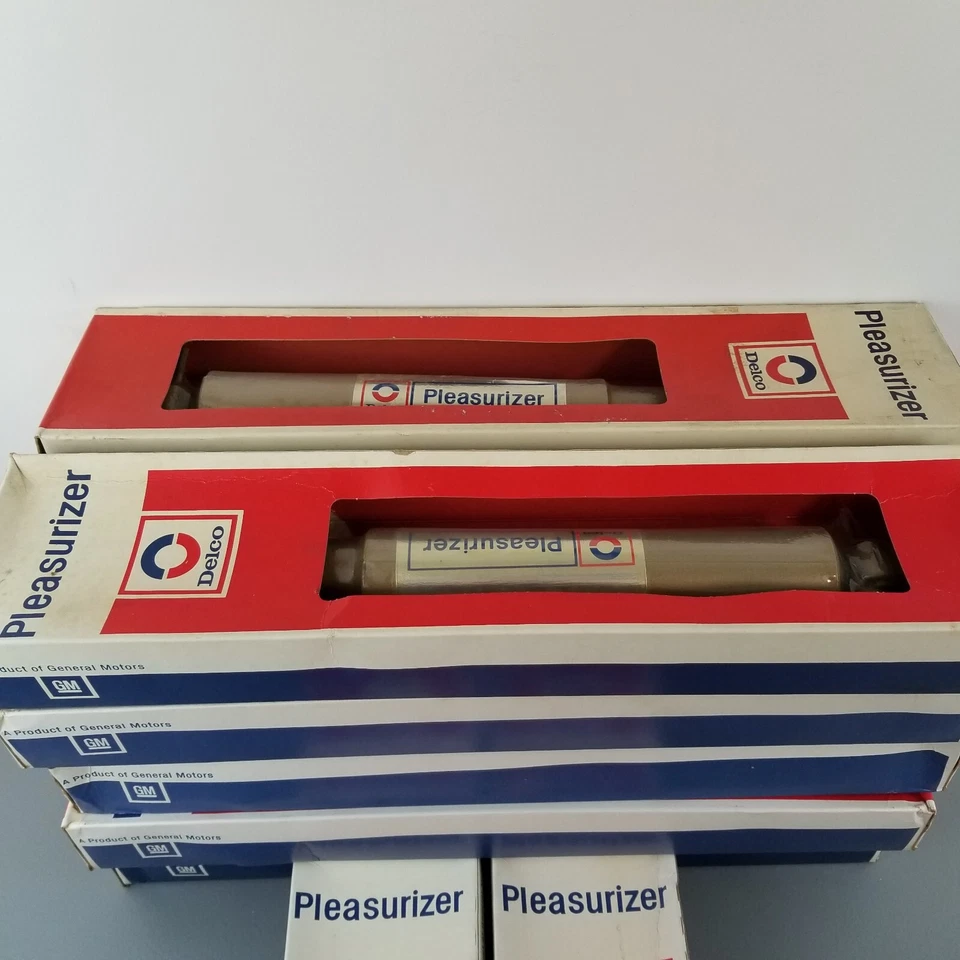 Pleasurizer
Delco
Pleasurizer
Pleasurizer
Delco
Pleasurizer
duct of General Motors
GM
A Product of General Motors
GM
A Product of General Motors
GM
A Product of General Motors
GM
GM
Pleasurizer
Pleasurizer